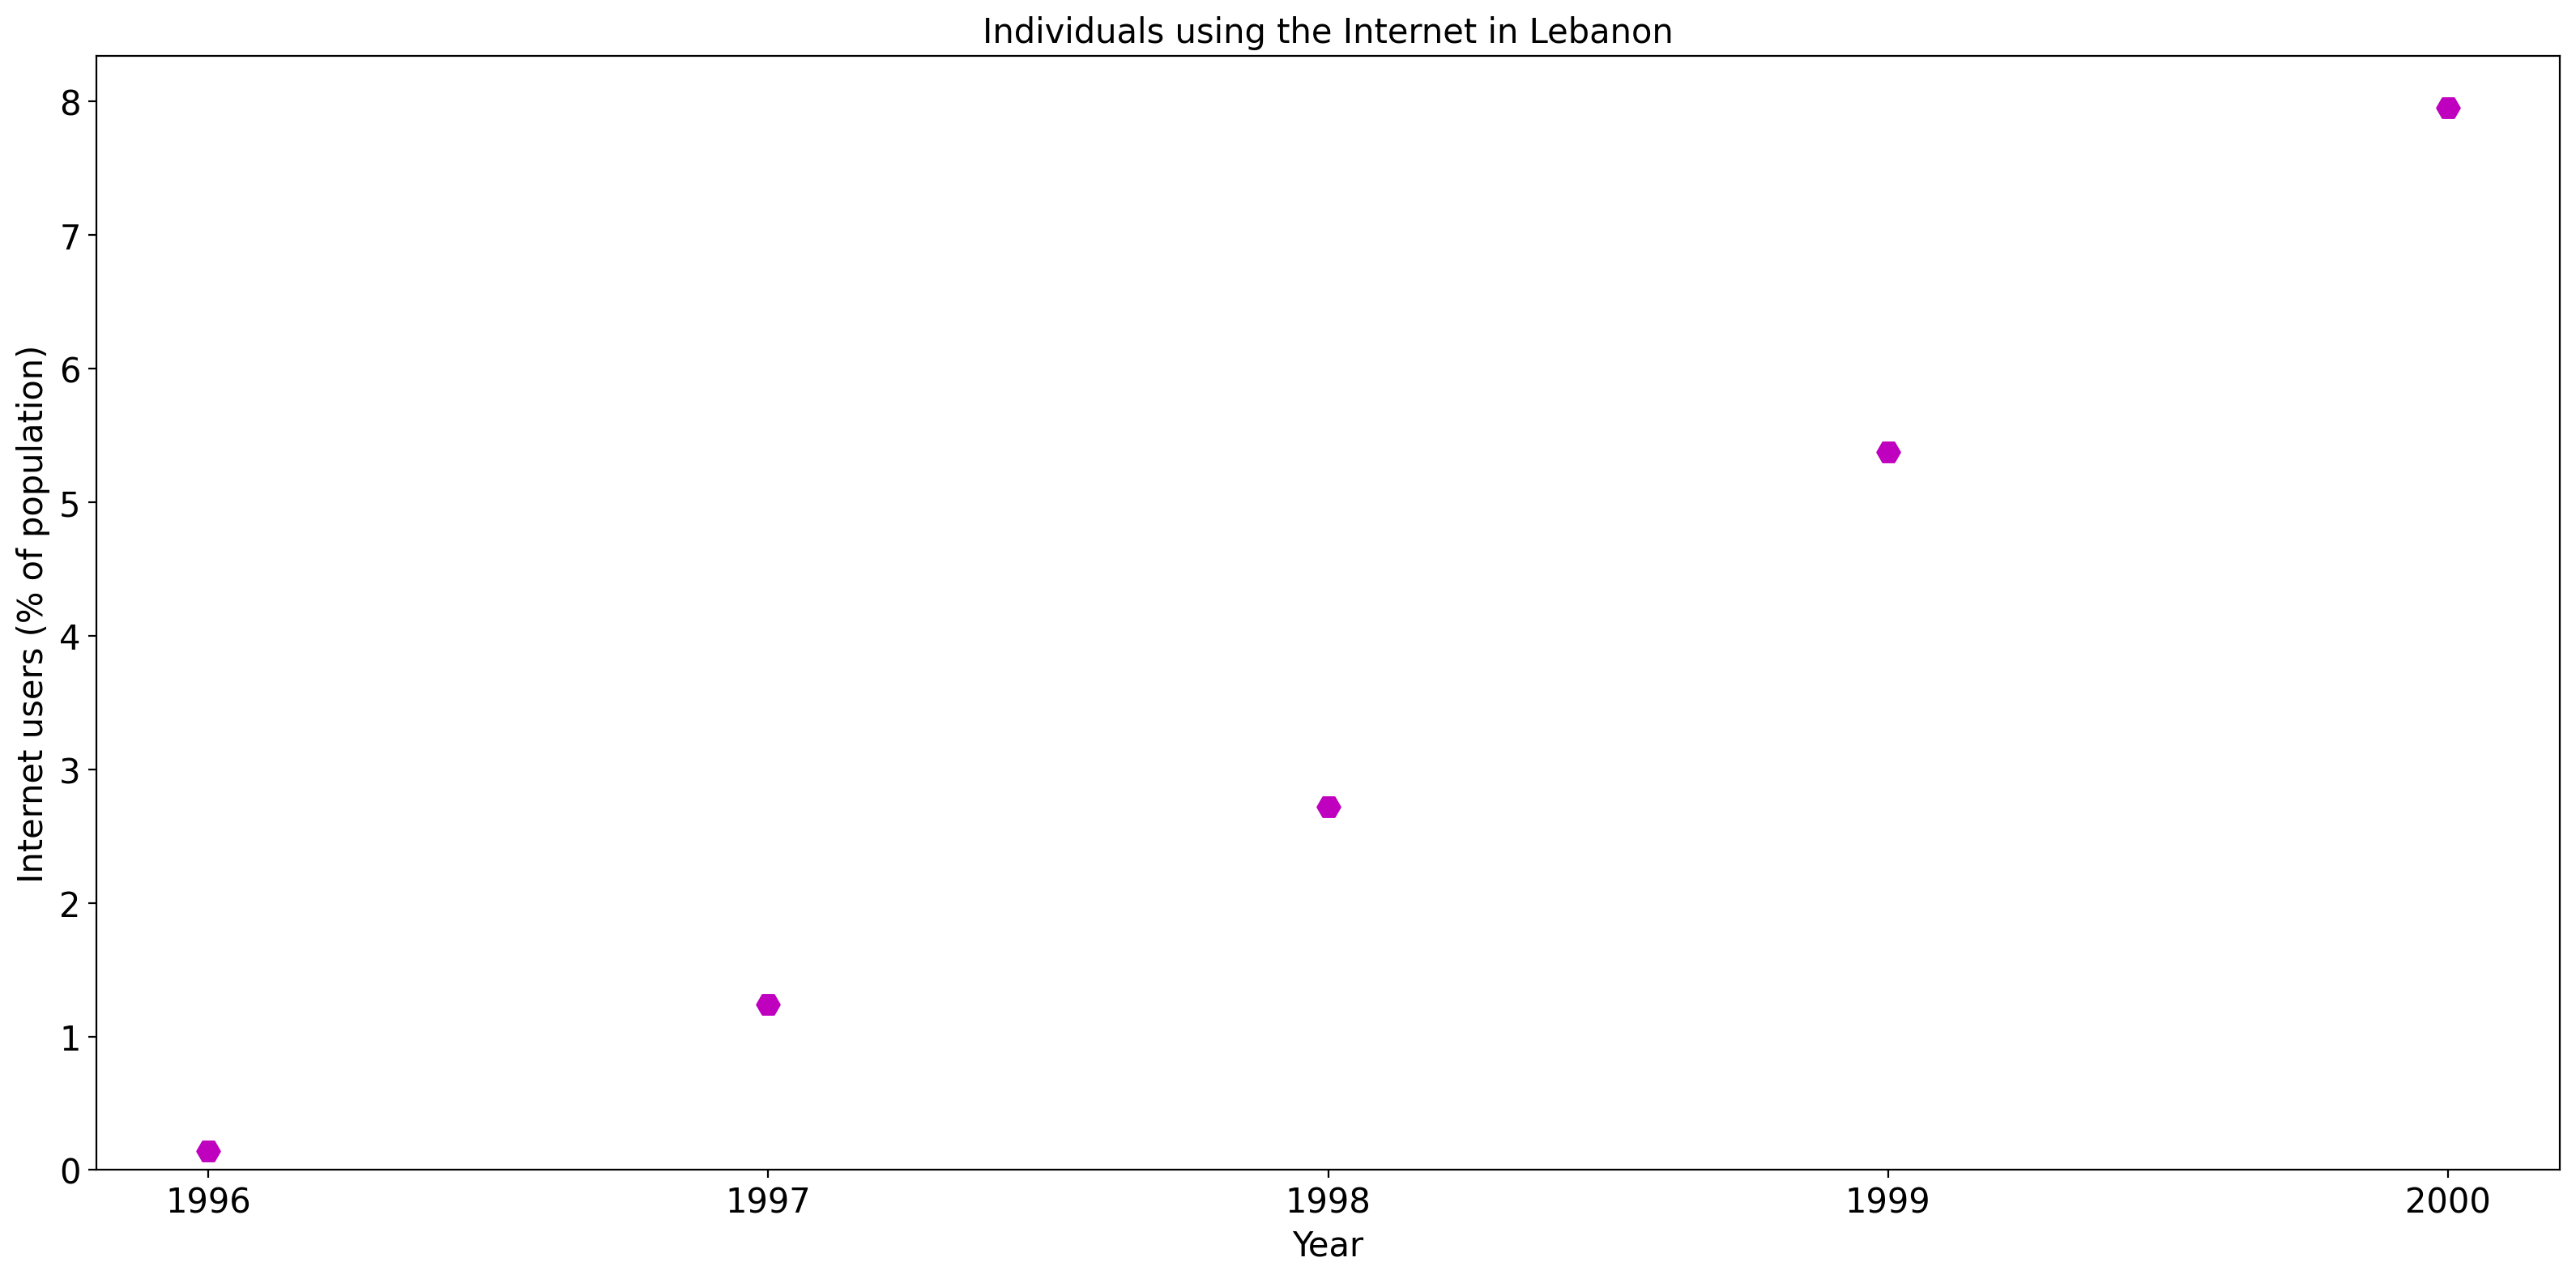 Individuals using the Internet in Lebanon
Internet users (% of population)
8
7
6
5
4
3
2
1
0
1996 1997 1998 1999 2000
Year